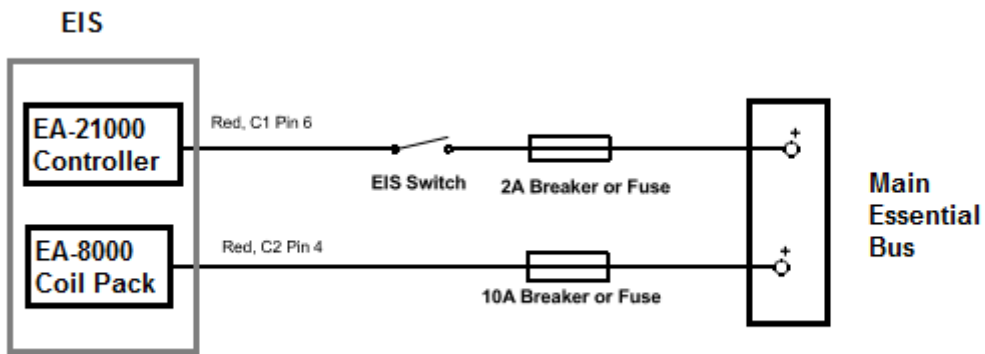 EIS
EA-21000
Controller
Red, C1 Pin 6
EIS Switch
2A Breaker or Fuse
+
EA-8000
Coil Pack
Red, C2 Pin 4
10A Breaker or Fuse
+
Main
Essential
Bus